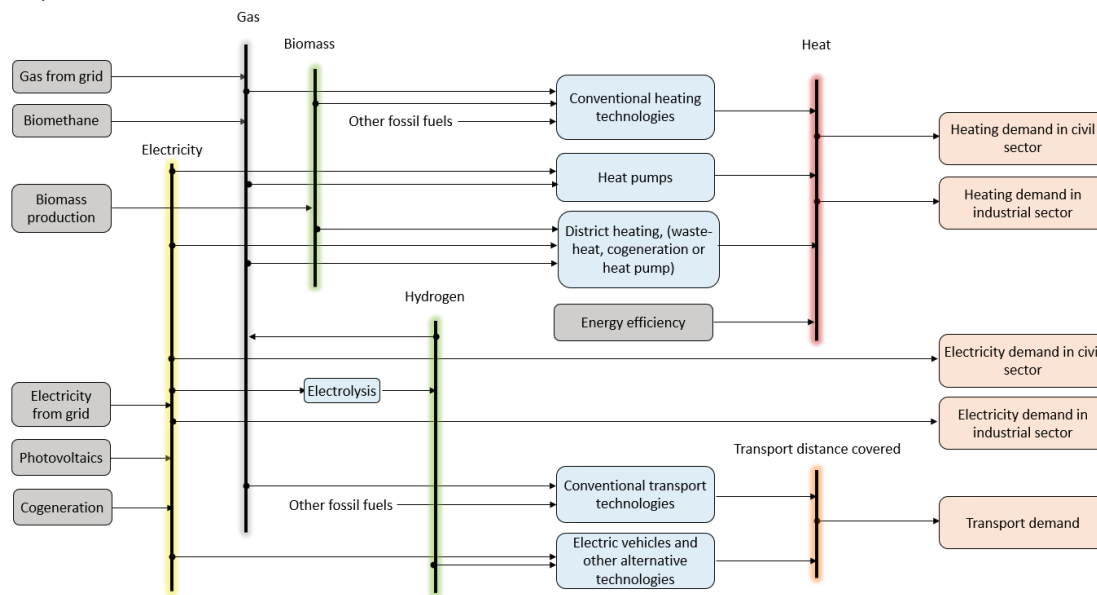 Gas
Biomass
Heat
Gas from grid
Biomethane
Other fossil fuels
Conventional heating
technologies
Heating demand in civil
sector
Electricity
Heat pumps
Biomass
production
Heating demand in
industrial sector
District heating, (waste-
heat, cogeneration or
heat pump)
Hydrogen
Energy efficiency
Electricity demand in civil
sector
Electrolysis
Electricity
from grid
Electricity demand in
industrial sector
Photovoltaics
Transport distance covered
Cogeneration
Other fossil fuels
Conventional transport
technologies
Transport demand
Electric vehicles and
other alternative
technologies